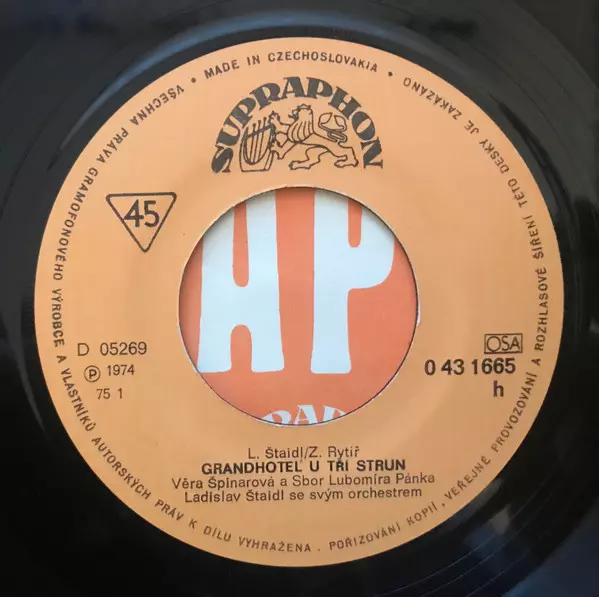 • MADE IN CZECHOSLOVAKIA •
VŠECHNA PRÁVA GRAMOFONOVÉHO VÝROBCE A VLASTNÍKŮ AUTORSKÝCH PRÁV K DÍLU VYHRAŽENA. POŘIZOVÁNÍ KOPIÍ, VEŘEJNÉ PROVOZOVÁNÍ A ROZHLASOVÉ ŠÍŘENÍ TÉTO DESKY JE ZAKÁZÁNO
SUPRAPHON
45
AP
RAP
D 05269
Ⓟ 1974
75 1
OSA
0 43 1665
h
L. Štaidl/Z. Rytíř
GRANDHOTEL U TŘÍ STRUN
Věra Špinarová a Sbor Lubomíra Pánka
Ladislav Štaidl se svým orchestrem